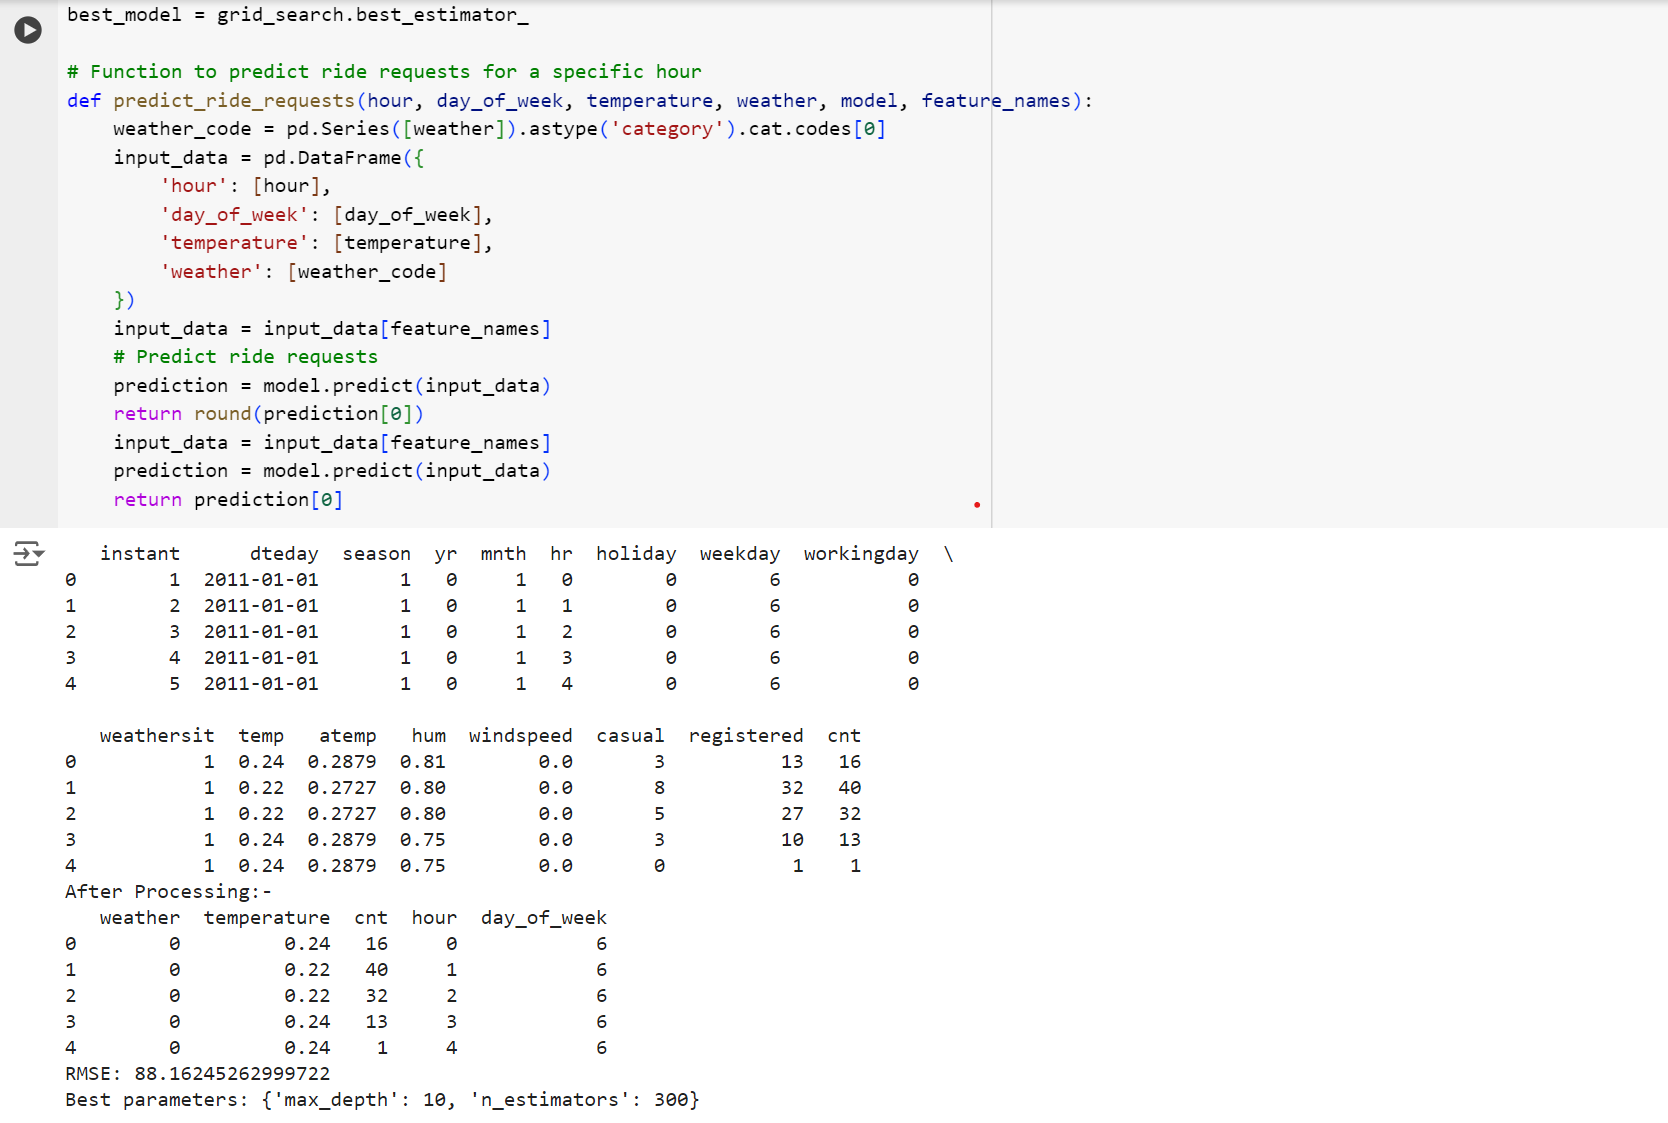 best_model = grid_search.best_estimator_
# Function to predict ride requests for a specific hour
def predict_ride_requests(hour, day_of_week, temperature, weather, model, feature_names):
    weather_code = pd.Series([weather]).astype('category').cat.codes[0]
    input_data = pd.DataFrame({
        'hour': [hour],
        'day_of_week': [day_of_week],
        'temperature': [temperature],
        'weather': [weather_code]
    })
    input_data = input_data[feature_names]
    # Predict ride requests
    prediction = model.predict(input_data)
    return round(prediction[0])
    input_data = input_data[feature_names]
    prediction = model.predict(input_data)
    return prediction[0]
   instant      dteday  season  yr  mnth  hr  holiday  weekday  workingday  \
0        1  2011-01-01       1   0     1   0        0        6           0
1        2  2011-01-01       1   0     1   1        0        6           0
2        3  2011-01-01       1   0     1   2        0        6           0
3        4  2011-01-01       1   0     1   3        0        6           0
4        5  2011-01-01       1   0     1   4        0        6           0
   weathersit  temp   atemp   hum  windspeed  casual  registered  cnt
0           1  0.24  0.2879  0.81        0.0       3          13   16
1           1  0.22  0.2727  0.80        0.0       8          32   40
2           1  0.22  0.2727  0.80        0.0       5          27   32
3           1  0.24  0.2879  0.75        0.0       3          10   13
4           1  0.24  0.2879  0.75        0.0       0           1    1
After Processing:-
   weather  temperature  cnt  hour  day_of_week
0        0         0.24   16     0            6
1        0         0.22   40     1            6
2        0         0.22   32     2            6
3        0         0.24   13     3            6
4        0         0.24    1     4            6
RMSE: 88.16245262999722
Best parameters: {'max_depth': 10, 'n_estimators': 300}